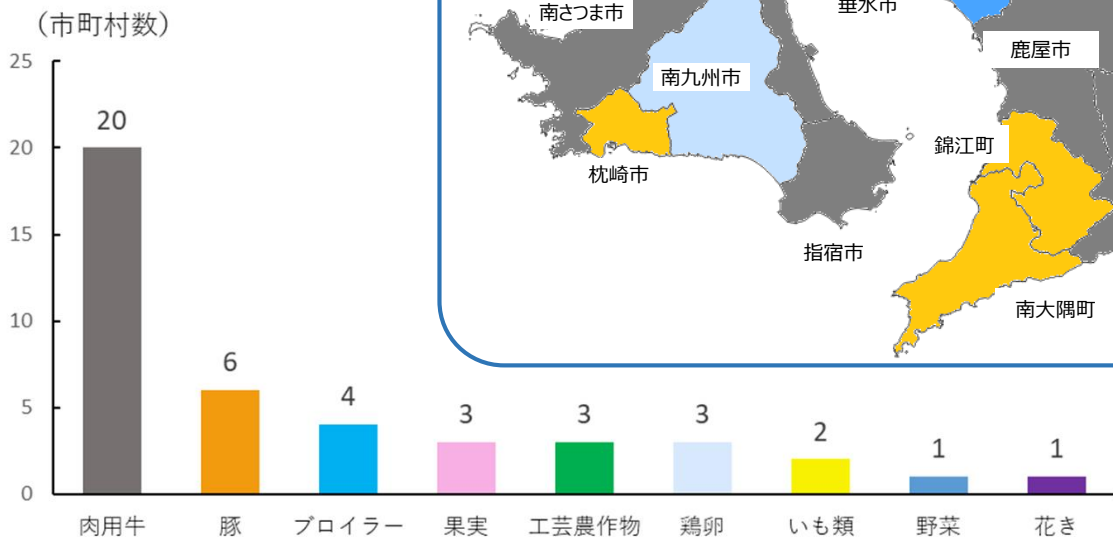 (市町村数)
25
20
15
10
5
0
20
6
4
3
3
3
2
1
1
肉用牛
豚
ブロイラー
果実
工芸農作物
鶏卵
いも類
野菜
花き
南さつま市
垂水市
鹿屋市
南九州市
錦江町
枕崎市
指宿市
南大隅町